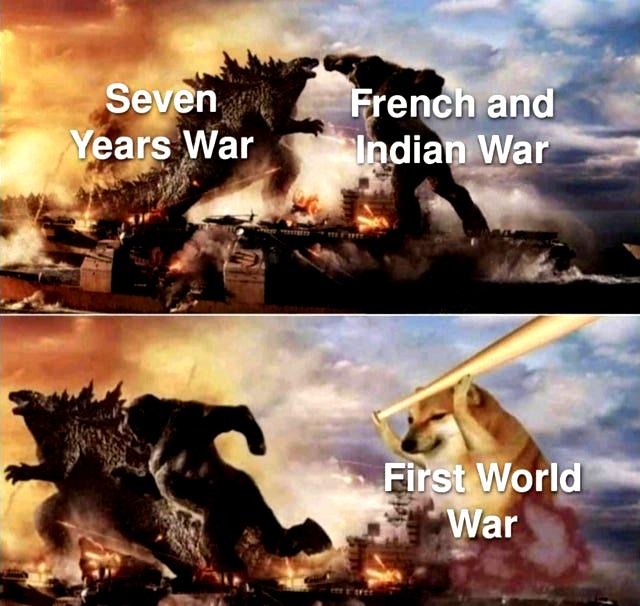 Seven
Years War
French and
Indian War
First World
War